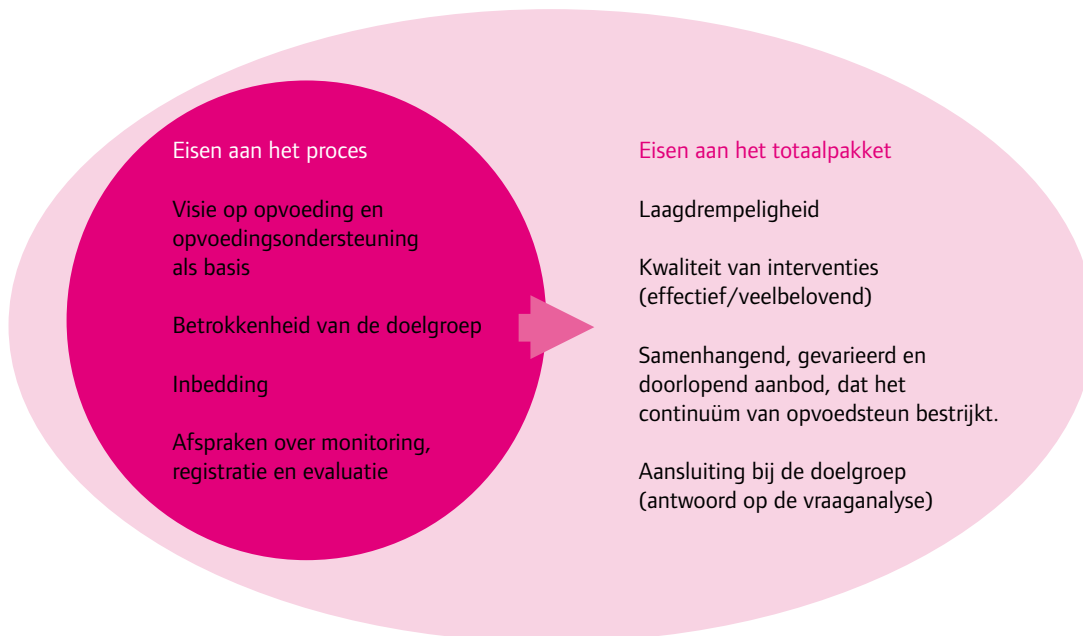 Eisen aan het proces
Visie op opvoeding en
opvoedingsondersteuning
als basis
Betrokkenheid van de doelgroep
Inbedding
Afspraken over monitoring,
registratie en evaluatie
Eisen aan het totaalpakket
Laagdrempeligheid
Kwaliteit van interventies
(effectief/veelbelovend)
Samenhangend, gevarieerd en
doorlopend aanbod, dat het
continuüm van opvoedsteun bestrijkt.
Aansluiting bij de doelgroep
(antwoord op de vraaganalyse)